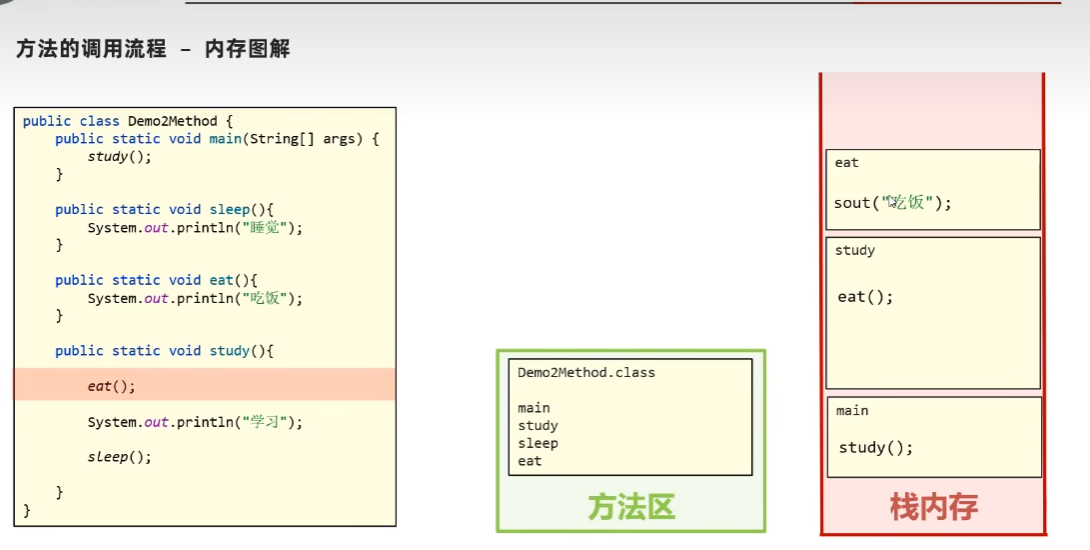 方法的调用流程 – 内存图解
public class Demo2Method {
public static void main(String[] args) {
study();
}
public static void sleep(){
System.out.println("睡觉");
}
public static void eat(){
System.out.println("吃饭");
}
public static void study(){
eat();
System.out.println("学习");
sleep();
}
}
Demo2Method.class
main
study
sleep
eat
方法区
eat
sout("吃饭");
study
eat();
main
study();
栈内存